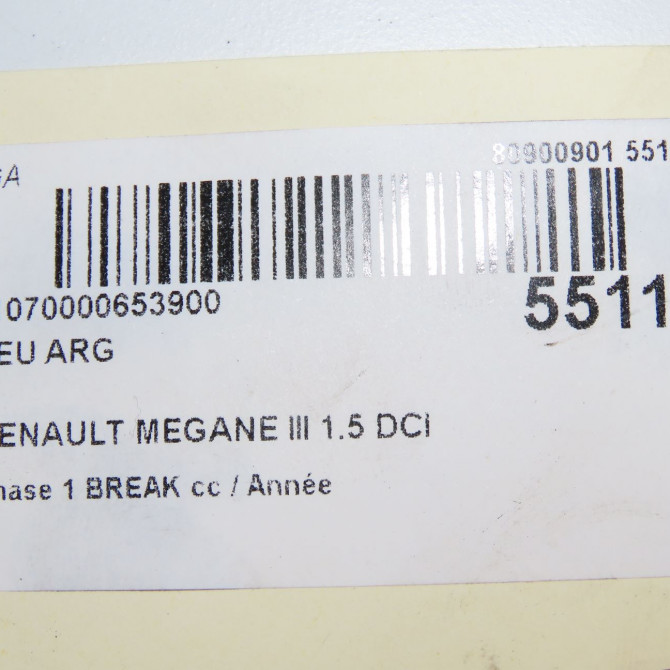 80900901 551
070000653900
5511
EU ARG
ENAULT MEGANE III 1.5 DCI
hase 1 BREAK cc / Année